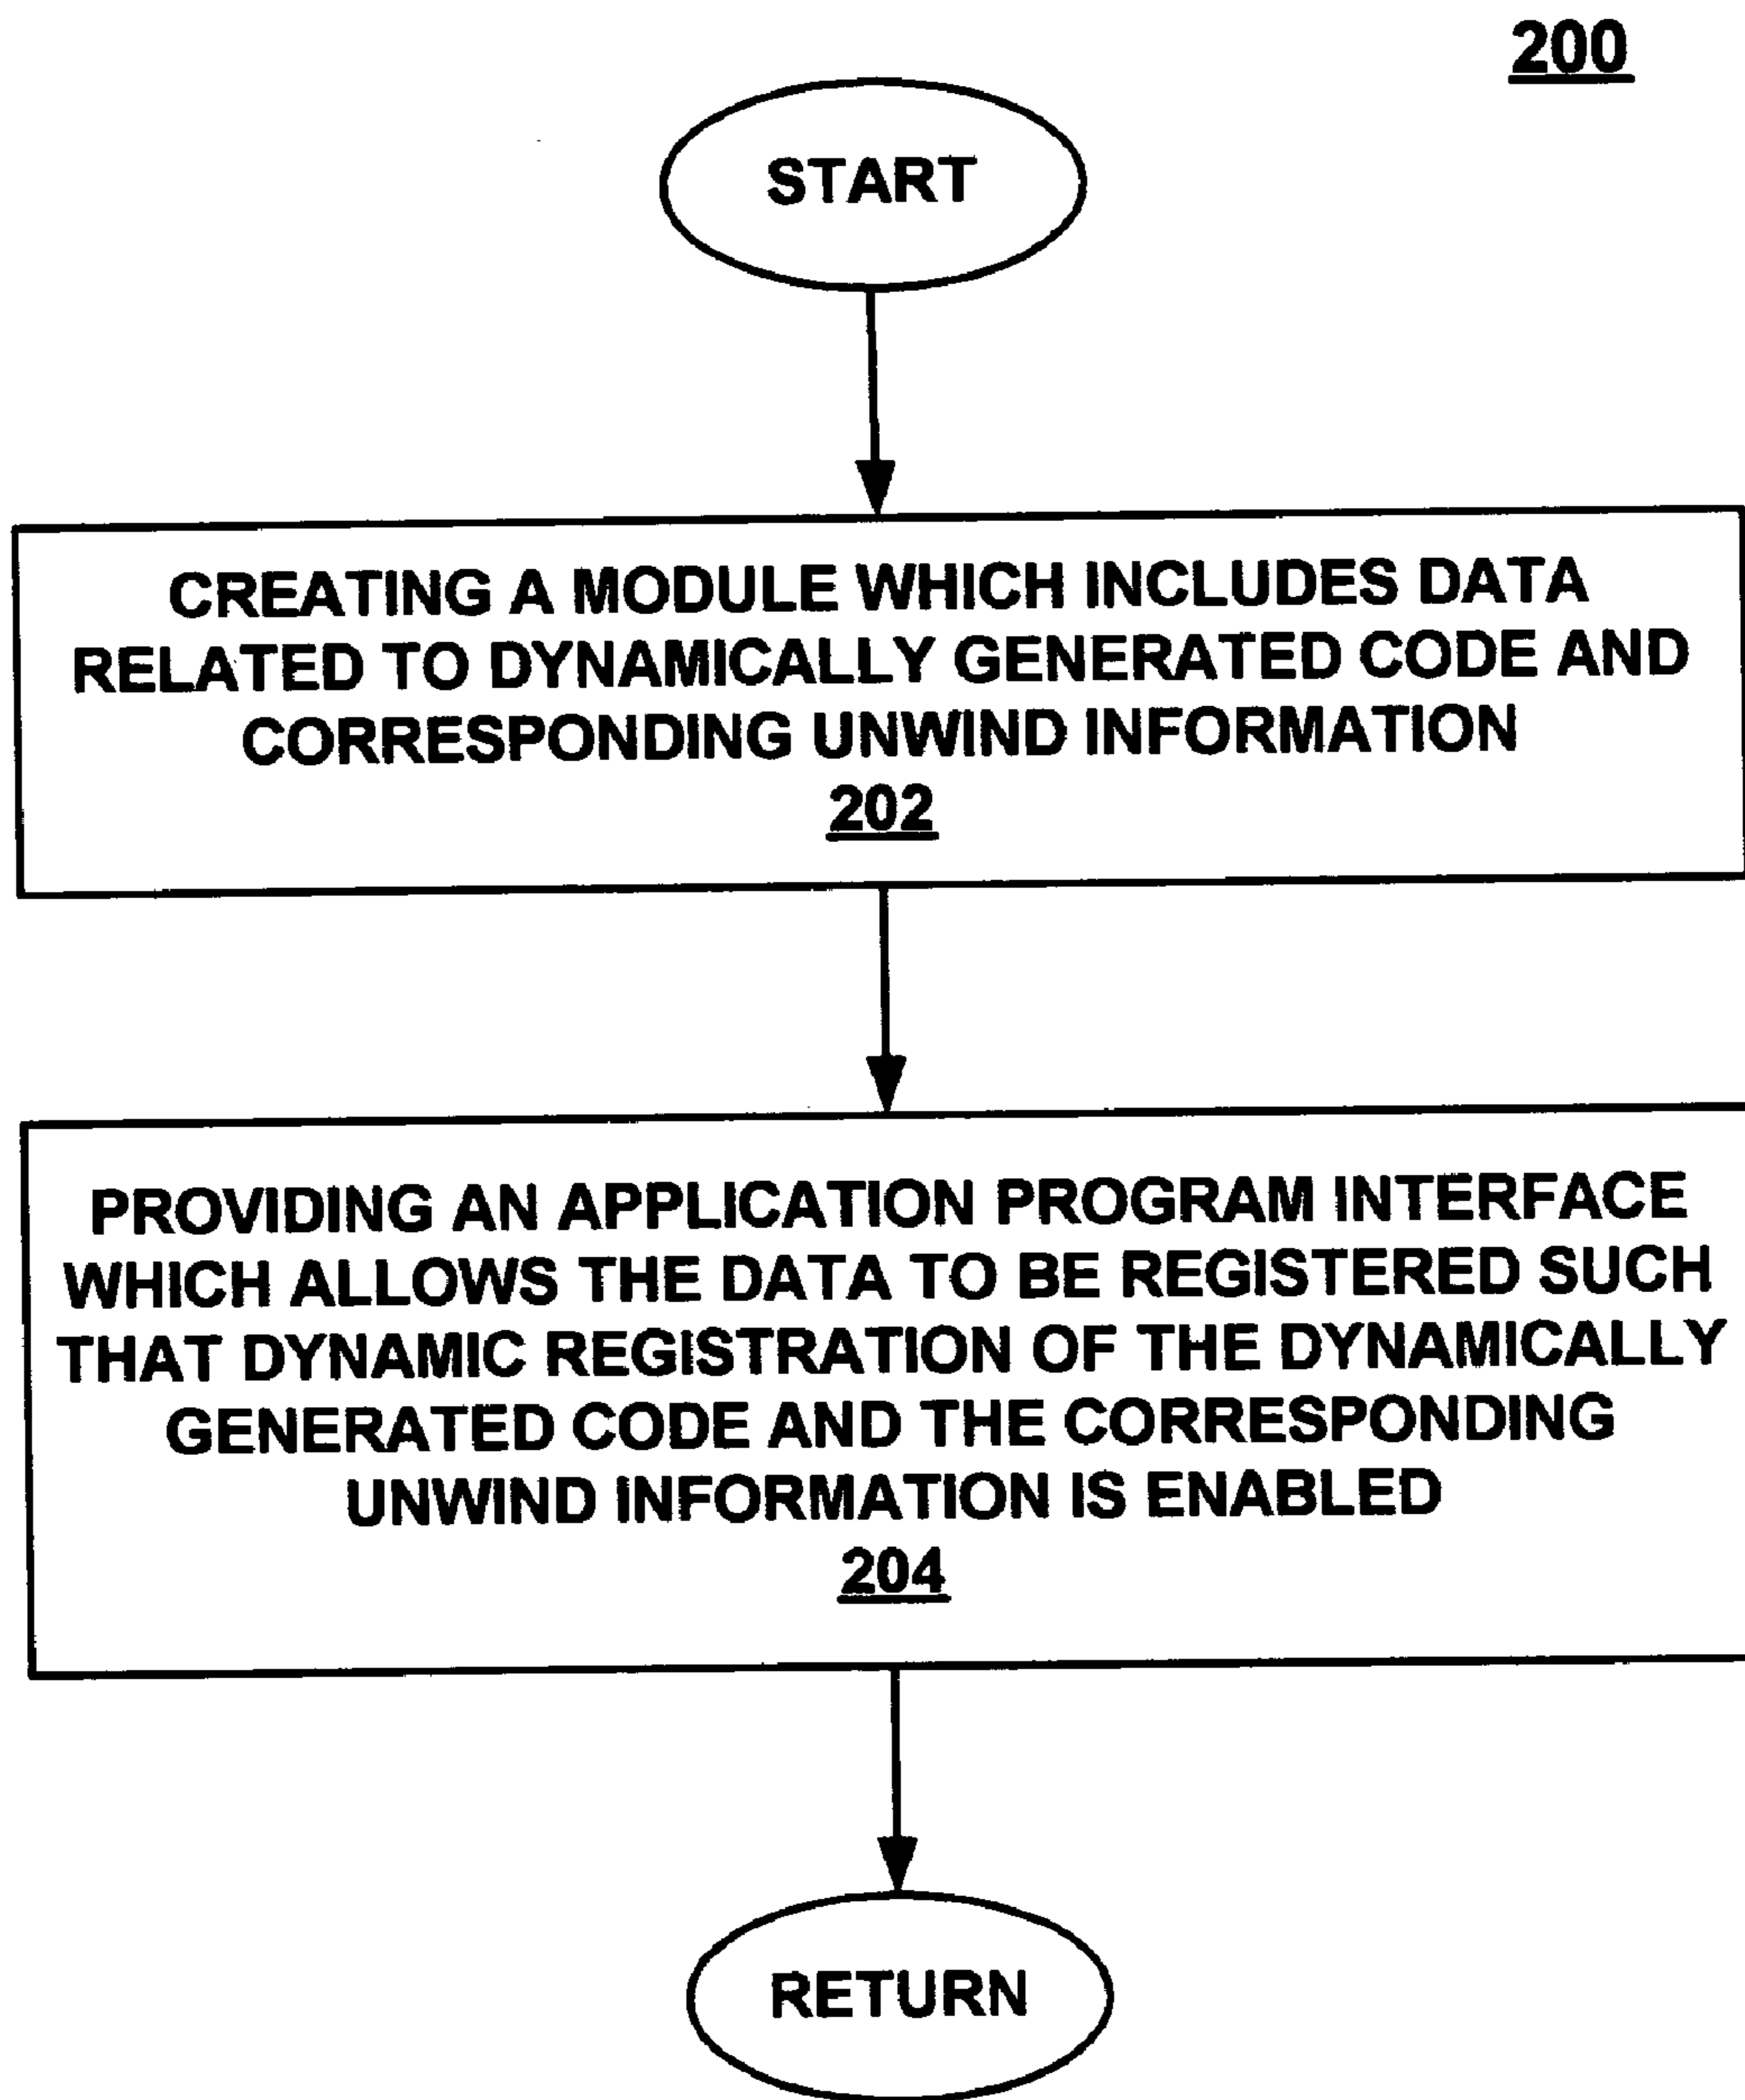 200
START
CREATING A MODULE WHICH INCLUDES DATA
RELATED TO DYNAMICALLY GENERATED CODE AND
CORRESPONDING UNWIND INFORMATION
202
PROVIDING AN APPLICATION PROGRAM INTERFACE
WHICH ALLOWS THE DATA TO BE REGISTERED SUCH
THAT DYNAMIC REGISTRATION OF THE DYNAMICALLY
GENERATED CODE AND THE CORRESPONDING
UNWIND INFORMATION IS ENABLED
204
RETURN